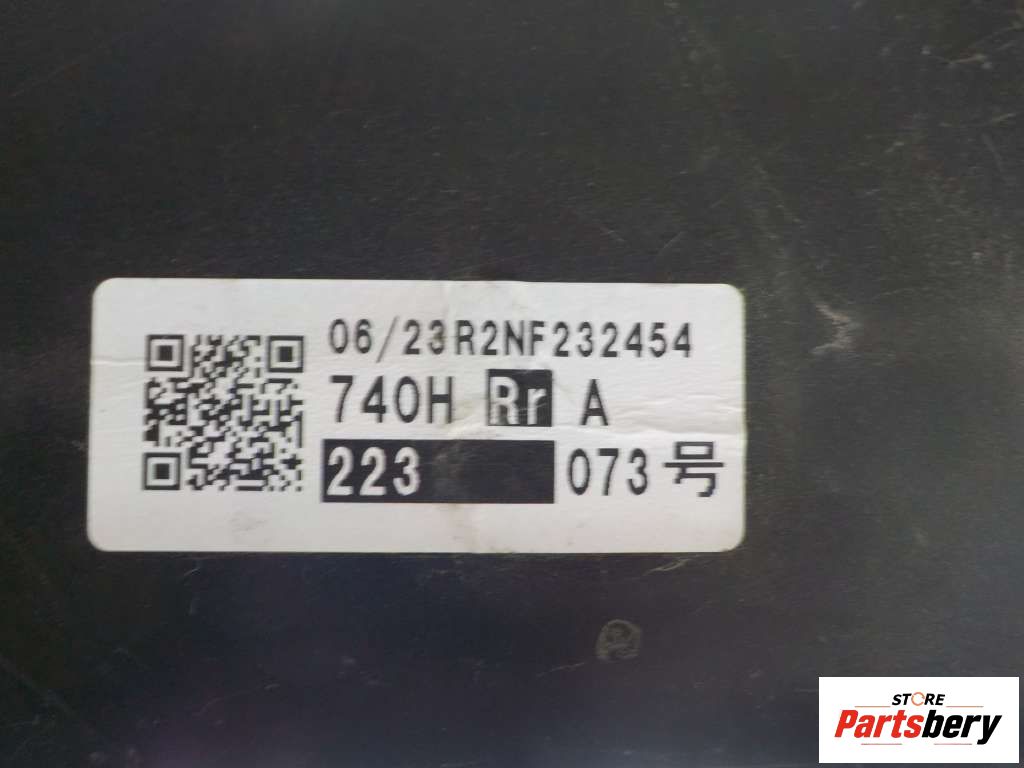 06/23R2NF232454
740H Rr A
223 073号
STORE
Partsbery